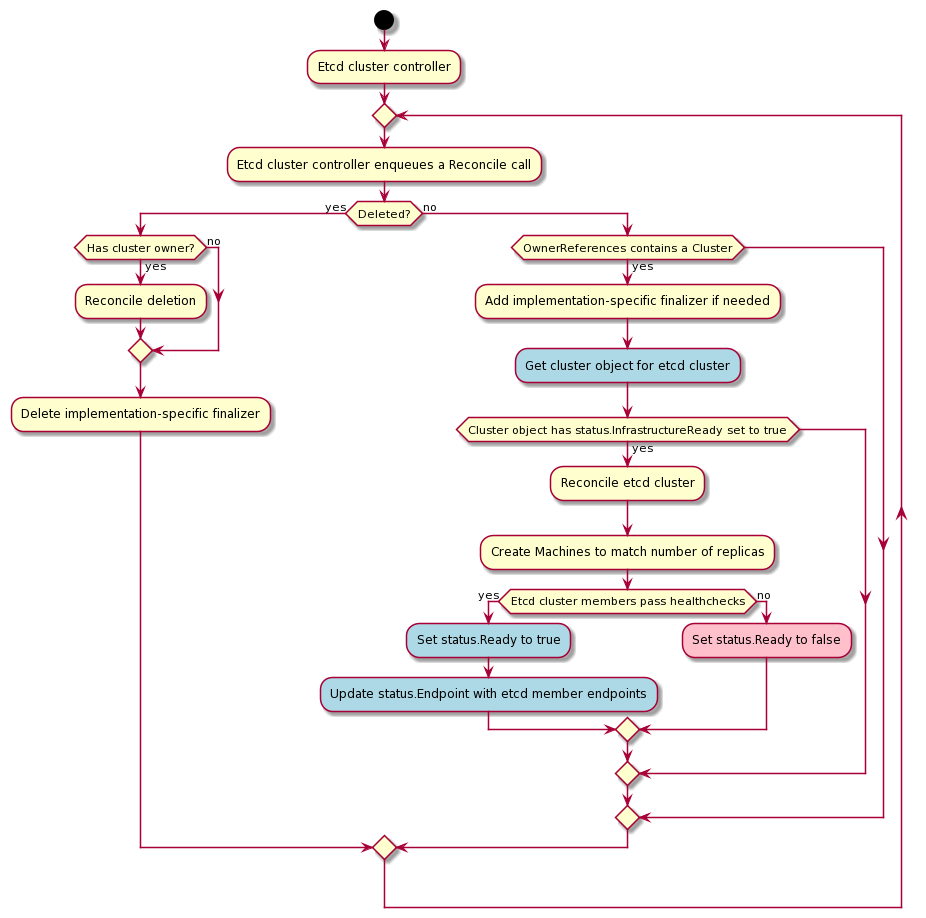 Etcd cluster controller
Etcd cluster controller enqueues a Reconcile call
yes
Deleted?
no
Has cluster owner?
no
yes
Reconcile deletion
Delete implementation-specific finalizer
OwnerReferences contains a Cluster
yes
Add implementation-specific finalizer if needed
Get cluster object for etcd cluster
Cluster object has status.InfrastructureReady set to true
yes
Reconcile etcd cluster
Create Machines to match number of replicas
yes
Etcd cluster members pass healthchecks
no
Set status.Ready to true
Set status.Ready to false
Update status.Endpoint with etcd member endpoints